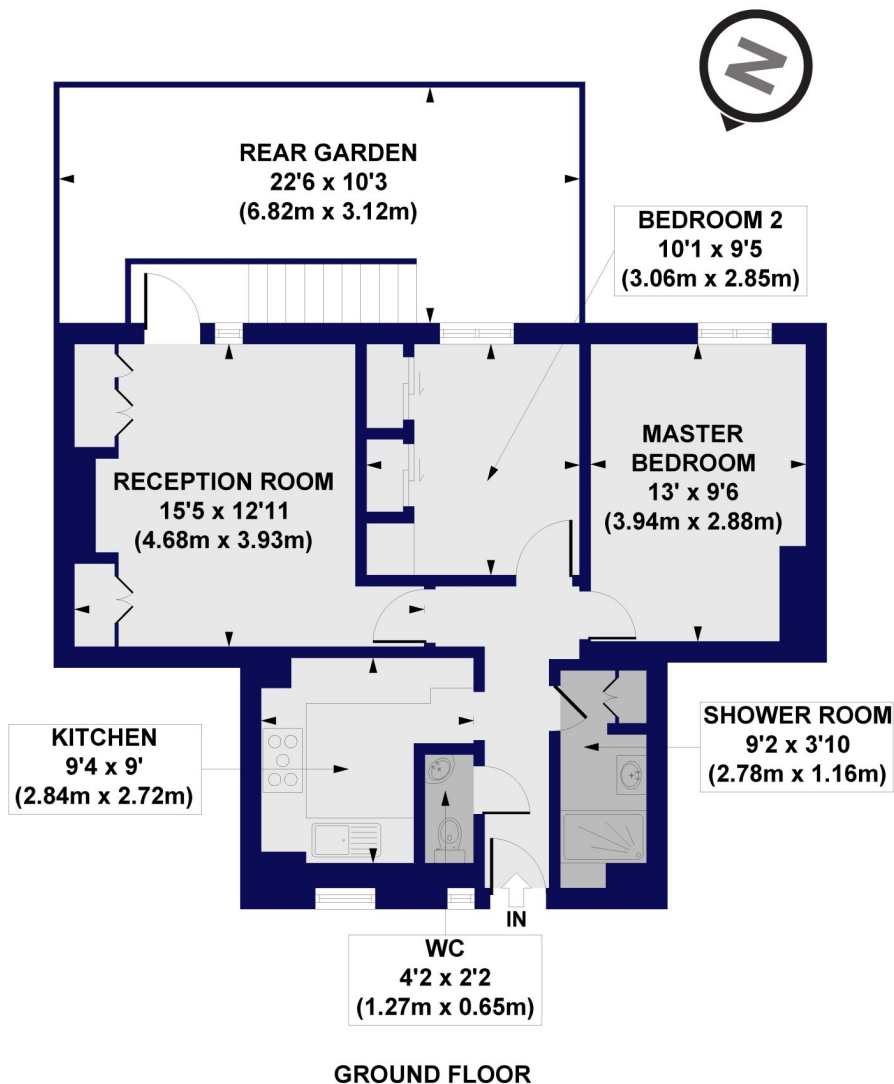 N
REAR GARDEN
22'6 x 10'3
(6.82m x 3.12m)
BEDROOM 2
10'1 x 9'5
(3.06m x 2.85m)
MASTER
BEDROOM
13' x 9'6
(3.94m x 2.88m)
RECEPTION ROOM
15'5 x 12'11
(4.68m x 3.93m)
KITCHEN
9'4 x 9'
(2.84m x 2.72m)
SHOWER ROOM
9'2 x 3'10
(2.78m x 1.16m)
IN
WC
4'2 x 2'2
(1.27m x 0.65m)
GROUND FLOOR